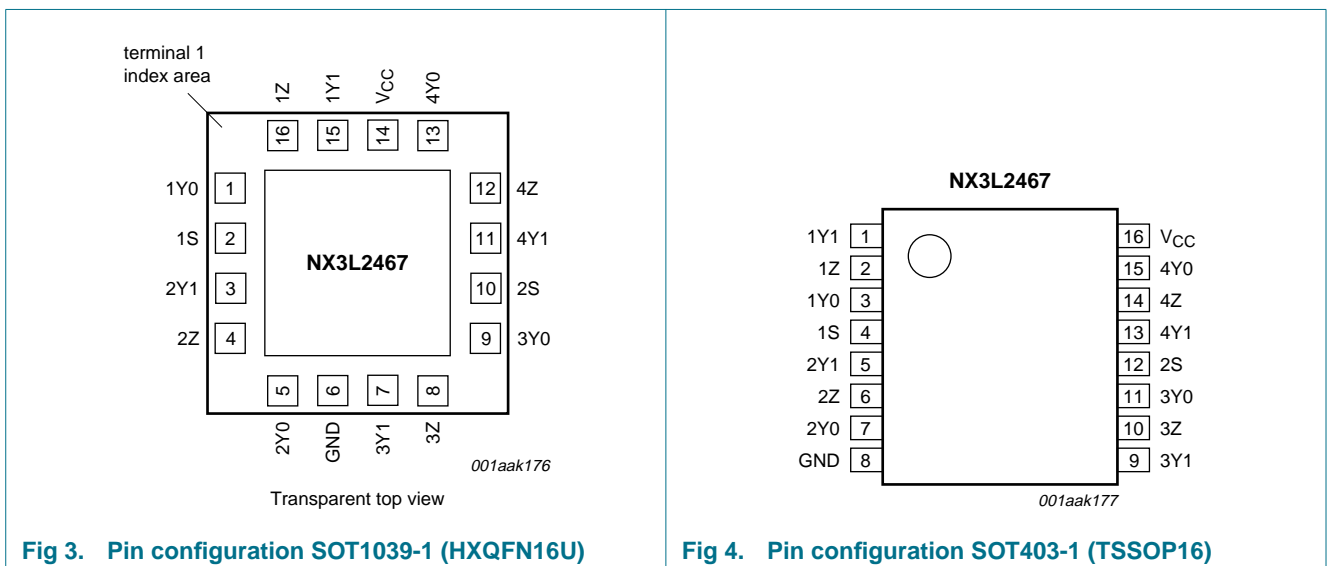 terminal 1
index area
1Z
1Y1
VCC
4Y0
16
15
14
13
1Y0 1
12 4Z
1S 2
11 4Y1
NX3L2467
2Y1 3
10 2S
2Z 4
9 3Y0
5
6
7
8
2Y0
GND
3Y1
3Z
001aak176
Transparent top view
Fig 3. Pin configuration SOT1039-1 (HXQFN16U)
NX3L2467
1Y1 1
16 VCC
1Z 2
15 4Y0
1Y0 3
14 4Z
1S 4
13 4Y1
2Y1 5
12 2S
2Z 6
11 3Y0
2Y0 7
10 3Z
GND 8
9 3Y1
001aak177
Fig 4. Pin configuration SOT403-1 (TSSOP16)